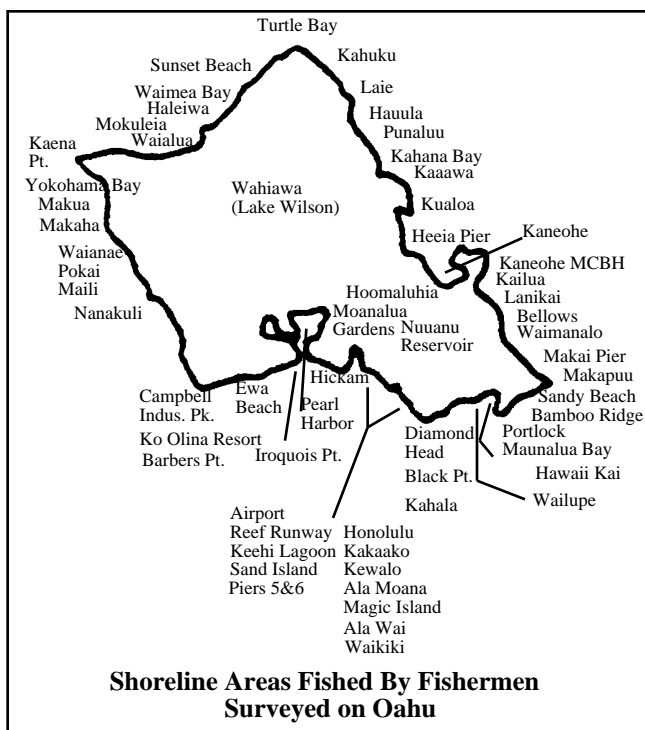 Turtle Bay
Kahuku
Sunset Beach
Laie
Waimea Bay
Haleiwa
Hauula
Mokuleia
Punaluu
Waialua
Kaena
Pt.
Kahana Bay
Kaaawa
Yokohama Bay
Wahiawa
(Lake Wilson)
Makua
Kualoa
Makaha
Heeia Pier
Kaneohe
Waianae
Pokai
Maili
Kaneohe MCBH
Kailua
Lanikai
Bellows
Waimanalo
Nanakuli
Hoomaluhia
Moanalua
Gardens
Nuuanu
Reservoir
Makai Pier
Makapuu
Sandy Beach
Bamboo Ridge
Campbell
Indus. Pk.
Ewa
Beach
Hickam
Pearl
Harbor
Portlock
Maunalua Bay
Ko Olina Resort
Barbers Pt.
Iroquois Pt.
Diamond
Head
Hawaii Kai
Black Pt.
Wailupe
Kahala
Airport
Reef Runway
Keehi Lagoon
Sand Island
Piers 5&6
Honolulu
Kakaako
Kewalo
Ala Moana
Magic Island
Ala Wai
Waikiki
Shoreline Areas Fished By Fishermen
Surveyed on Oahu